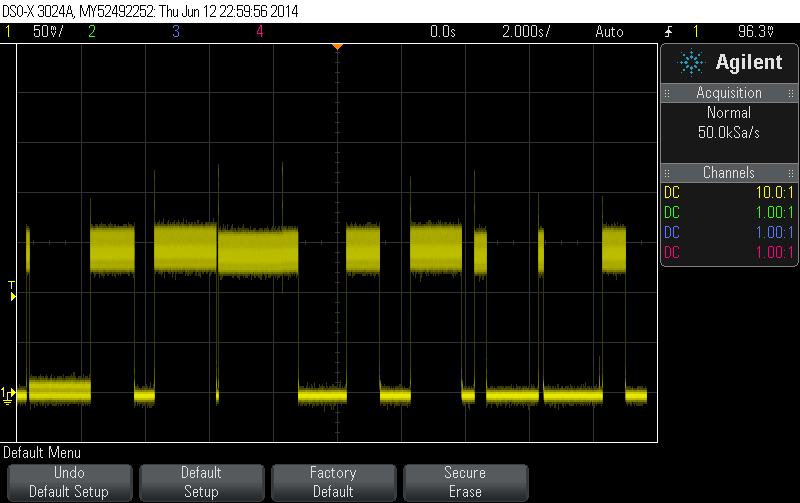 DSO-X 3024A, MY52492252: Thu Jun 12 22:59:56 2014
1 50mV/ 2 3 4 0.0s 2.000s/ Auto 1 96.3mV
Agilent
Acquisition
Normal
50.0kSa/s
Channels
DC 10.0:1
DC 1.00:1
DC 1.00:1
DC 1.00:1
T
1
Default Menu
Undo
Default Setup
Default
Setup
Factory
Default
Secure
Erase